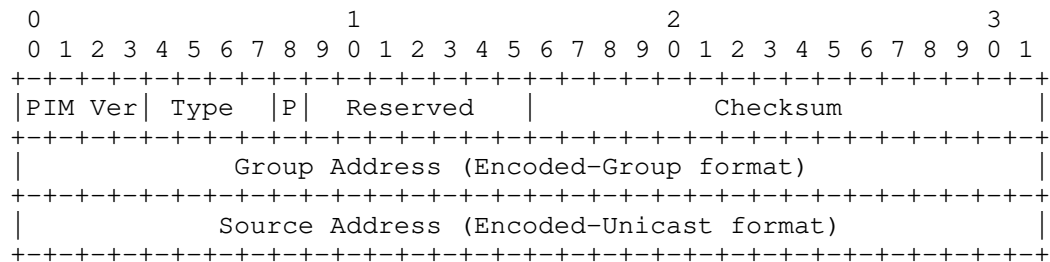 0                   1                   2                   3
 0 1 2 3 4 5 6 7 8 9 0 1 2 3 4 5 6 7 8 9 0 1 2 3 4 5 6 7 8 9 0 1
+-+-+-+-+-+-+-+-+-+-+-+-+-+-+-+-+-+-+-+-+-+-+-+-+-+-+-+-+-+-+-+-+
|PIM Ver| Type  |P|  Reserved   |           Checksum            |
+-+-+-+-+-+-+-+-+-+-+-+-+-+-+-+-+-+-+-+-+-+-+-+-+-+-+-+-+-+-+-+-+
|             Group Address (Encoded-Group format)              |
+-+-+-+-+-+-+-+-+-+-+-+-+-+-+-+-+-+-+-+-+-+-+-+-+-+-+-+-+-+-+-+-+
|            Source Address (Encoded-Unicast format)            |
+-+-+-+-+-+-+-+-+-+-+-+-+-+-+-+-+-+-+-+-+-+-+-+-+-+-+-+-+-+-+-+-+